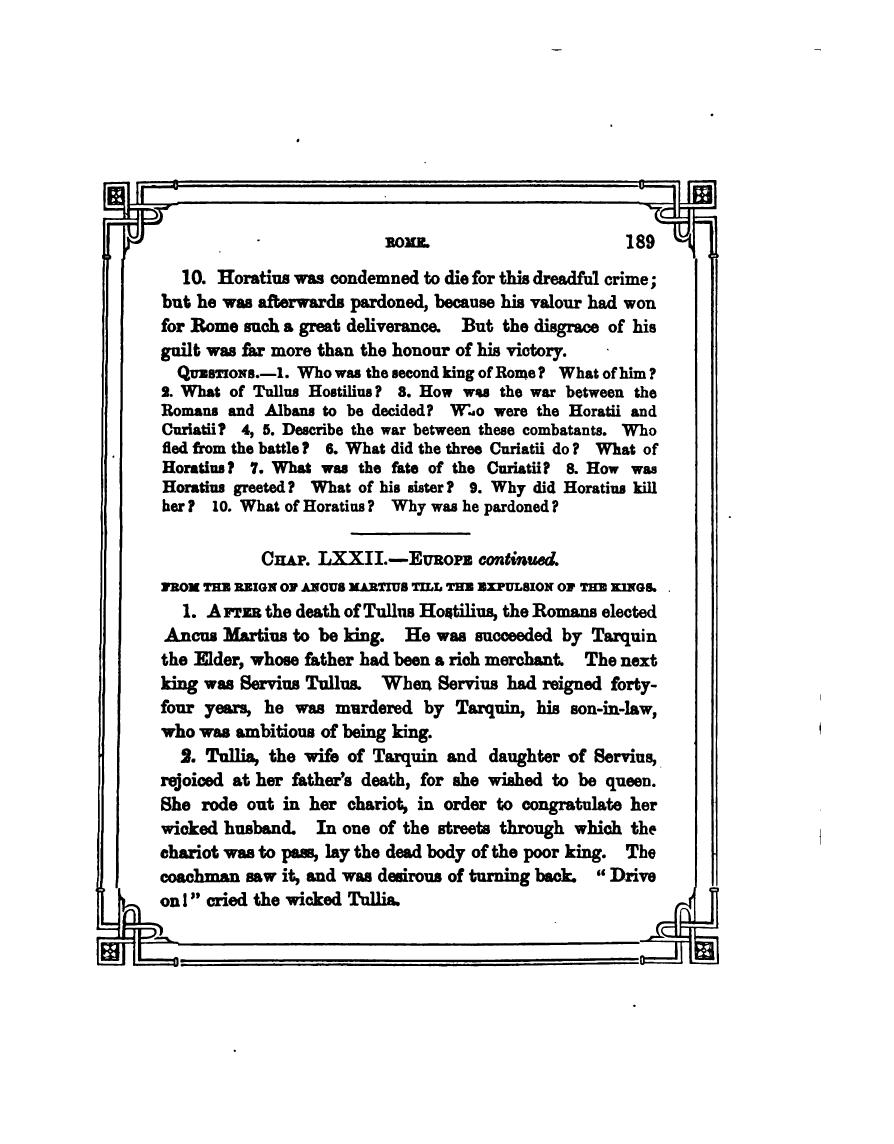 ROME. 189
10. Horatius was condemned to die for this dreadful crime;
but he was afterwards pardoned, because his valour had won
for Rome such a great deliverance. But the disgrace of his
guilt was far more than the honour of his victory.
QUESTIONS.—1. Who was the second king of Rome? What of him?
2. What of Tullus Hostilius? 3. How was the war between the
Romans and Albans to be decided? Who were the Horatii and
Curiatii? 4, 5. Describe the war between these combatants. Who
fled from the battle? 6. What did the three Curiatii do? What of
Horatius? 7. What was the fate of the Curiatii? 8. How was
Horatius greeted? What of his sister? 9. Why did Horatius kill
her? 10. What of Horatius? Why was he pardoned?
CHAP. LXXII.—EUROPE continued.
FROM THE REIGN OF ANCUS MARTIUS TILL THE EXPULSION OF THE KINGS.
1. AFTER the death of Tullus Hostilius, the Romans elected
Ancus Martius to be king. He was succeeded by Tarquin
the Elder, whose father had been a rich merchant. The next
king was Servius Tullus. When Servius had reigned forty-
four years, he was murdered by Tarquin, his son-in-law,
who was ambitious of being king.
2. Tullia, the wife of Tarquin and daughter of Servius,
rejoiced at her father's death, for she wished to be queen.
She rode out in her chariot, in order to congratulate her
wicked husband. In one of the streets through which the
chariot was to pass, lay the dead body of the poor king. The
coachman saw it, and was desirous of turning back. "Drive
on!" cried the wicked Tullia.